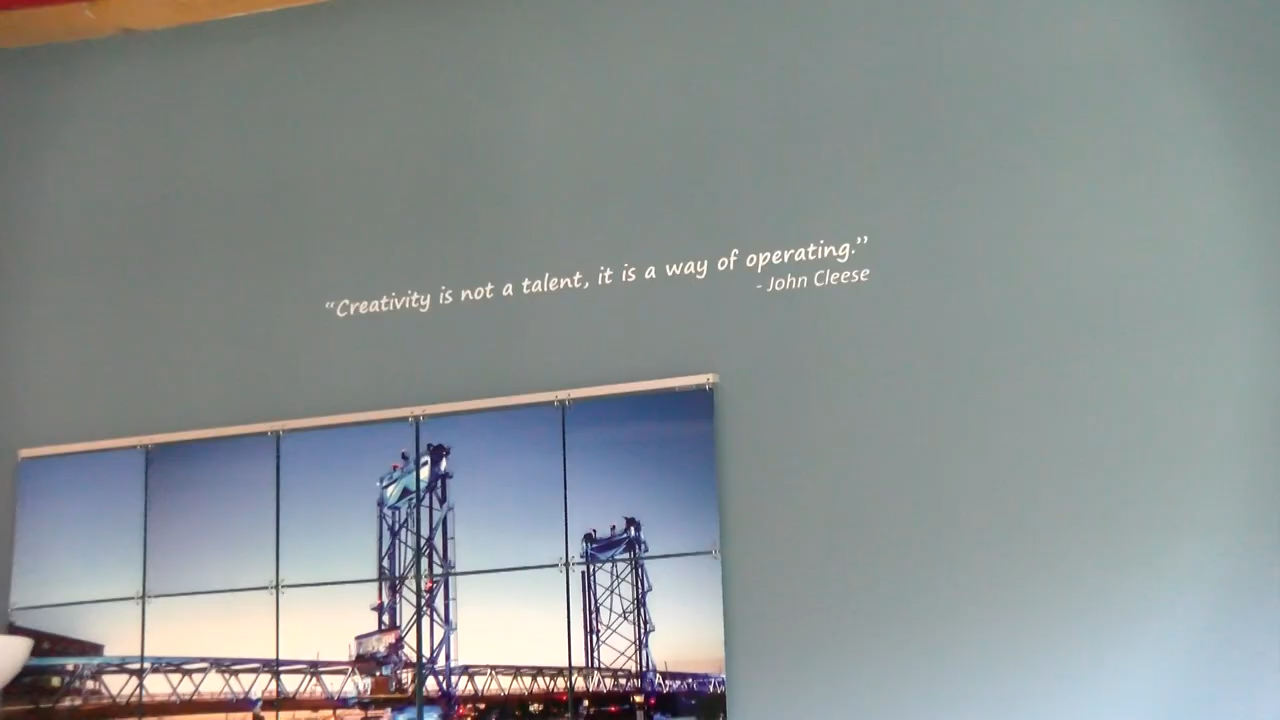 “Creativity is not a talent, it is a way of operating.”
- John Cleese